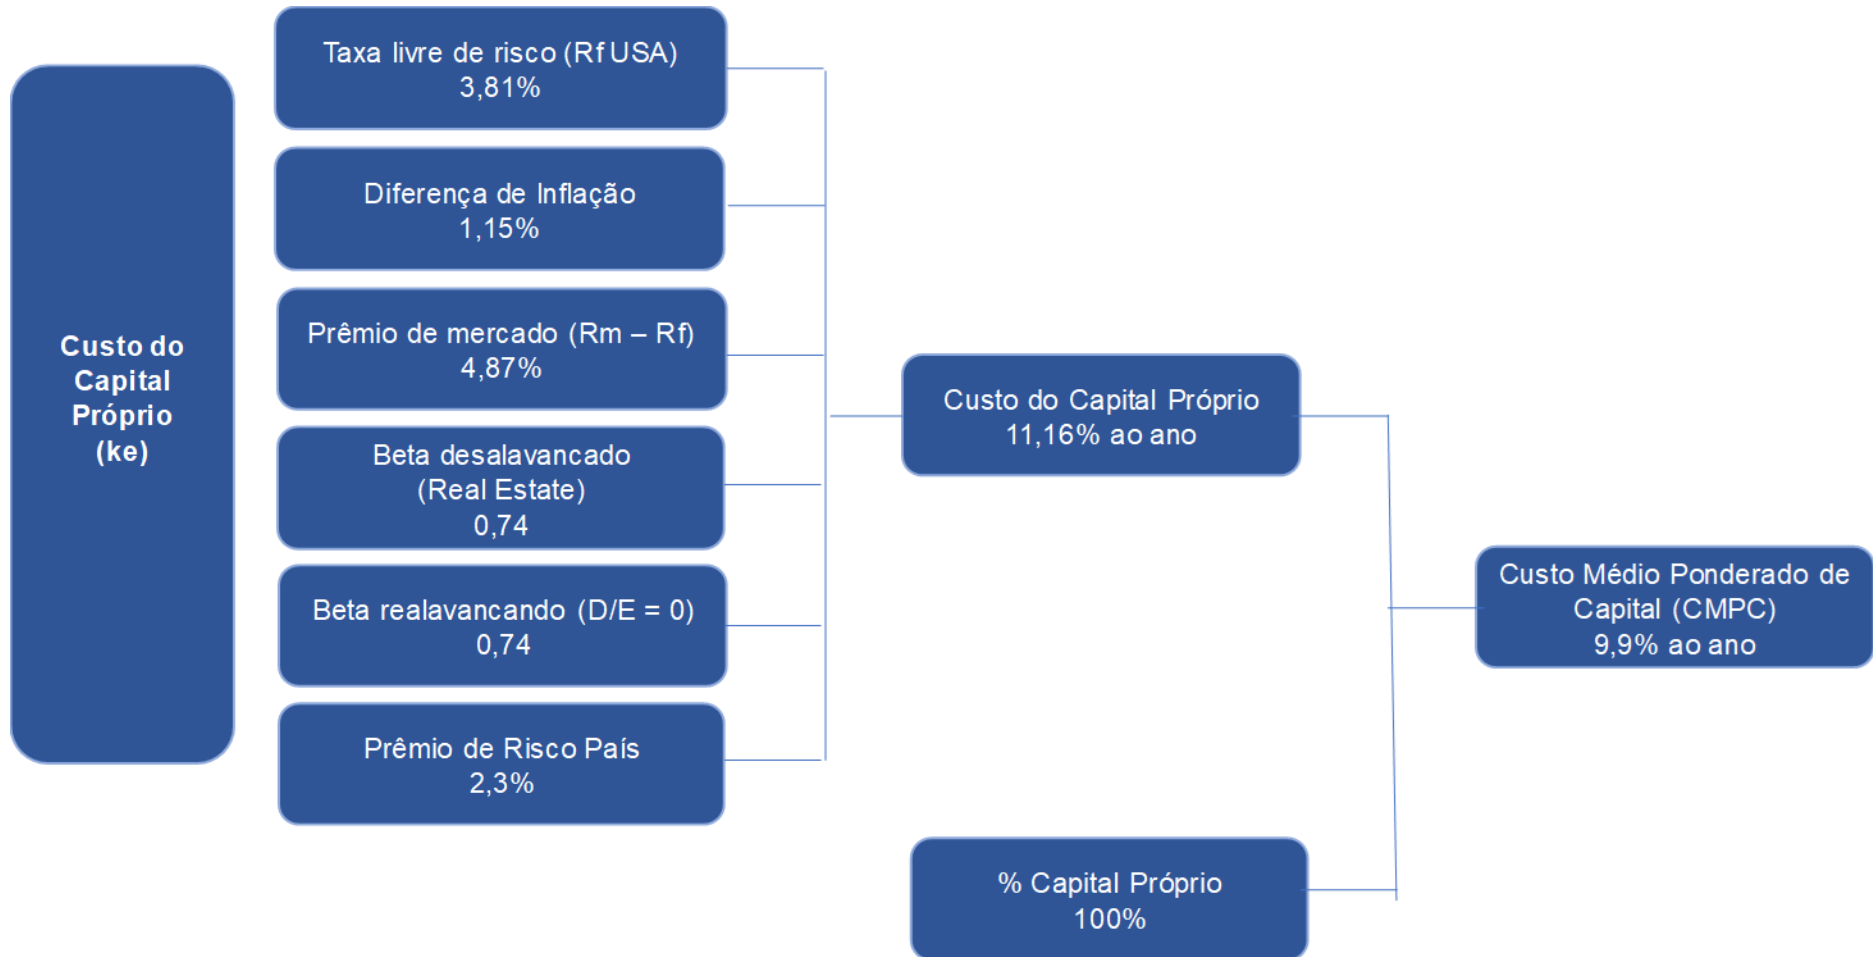 Custo do
Capital
Próprio
(ke)
Taxa livre de risco (Rf USA)
3,81%
Diferença de Inflação
1,15%
Prêmio de mercado (Rm – Rf)
4,87%
Beta desalavancado
(Real Estate)
0,74
Beta realavancando (D/E = 0)
0,74
Prêmio de Risco País
2,3%
Custo do Capital Próprio
11,16% ao ano
% Capital Próprio
100%
Custo Médio Ponderado de
Capital (CMPC)
9,9% ao ano